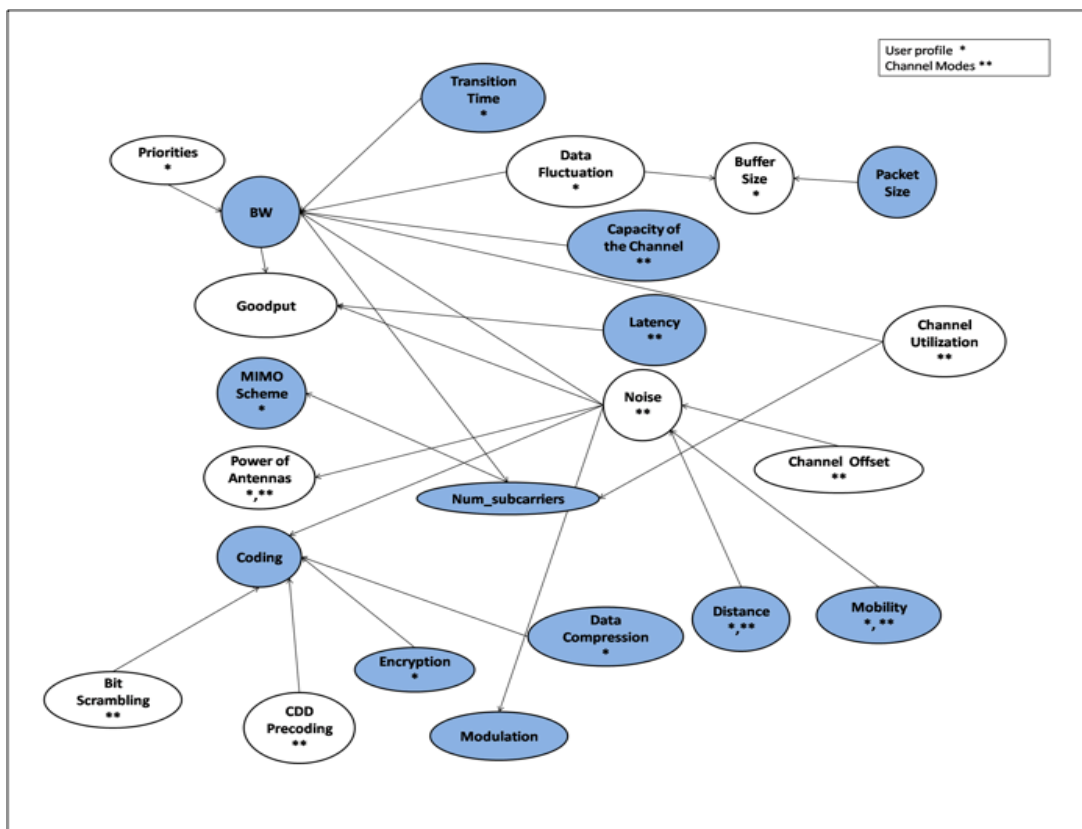 User profile *
Channel Modes **
Transition
Time
*
Priorities
*
Data
Fluctuation
*
Buffer
Size
*
Packet
Size
BW
Capacity of
the Channel
**
Goodput
Latency
**
Channel
Utilization
**
MIMO
Scheme
*
Noise
**
Power of
Antennas
*,**
Channel Offset
**
Num_subcarriers
Coding
Distance
*,**
Mobility
*, **
Data
Compression
*
Encryption
*
Bit
Scrambling
**
CDD
Precoding
**
Modulation